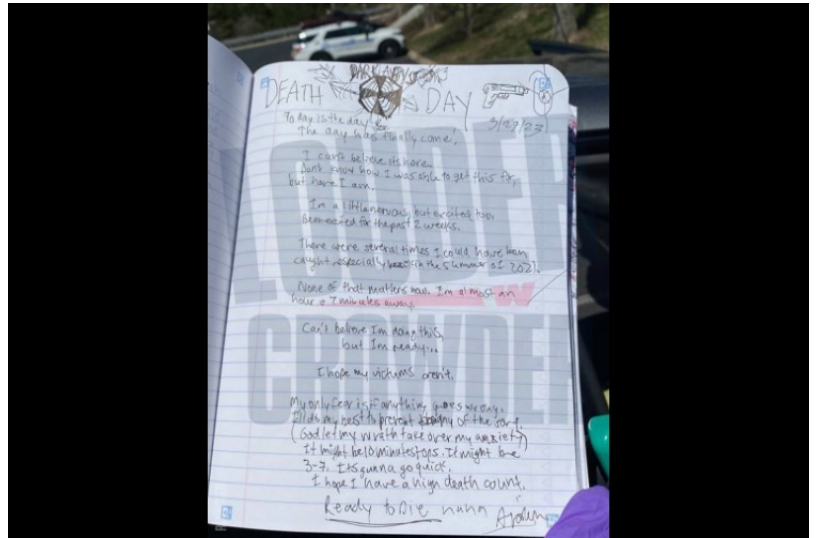 DARK ABYSS
DEATH DAY
3/27/23
Today is the day
The day has finally come!
I can't believe its here.
Don't know how I was able to get this far,
but here I am.
I'm a little nervous, but excited too.
Been excited for the past 2 weeks.
There were several times I could have been
caught especially back in the summer of 2021.
None of that matters now. I'm almost an
hour & 7 minutes away.
Can't believe I'm doing this,
but I'm ready...
I hope my victims aren't.
My only fear is if anything goes wrong.
I'll do my best to prevent any of the sort.
(God let my wrath take over my anxiety)
It might be 10 minutes tops. It might be
3-7. Its gunna go quick.
I hope I have a high death count.
Ready to Die haha Aiden
LOUDER
w
CROWDER